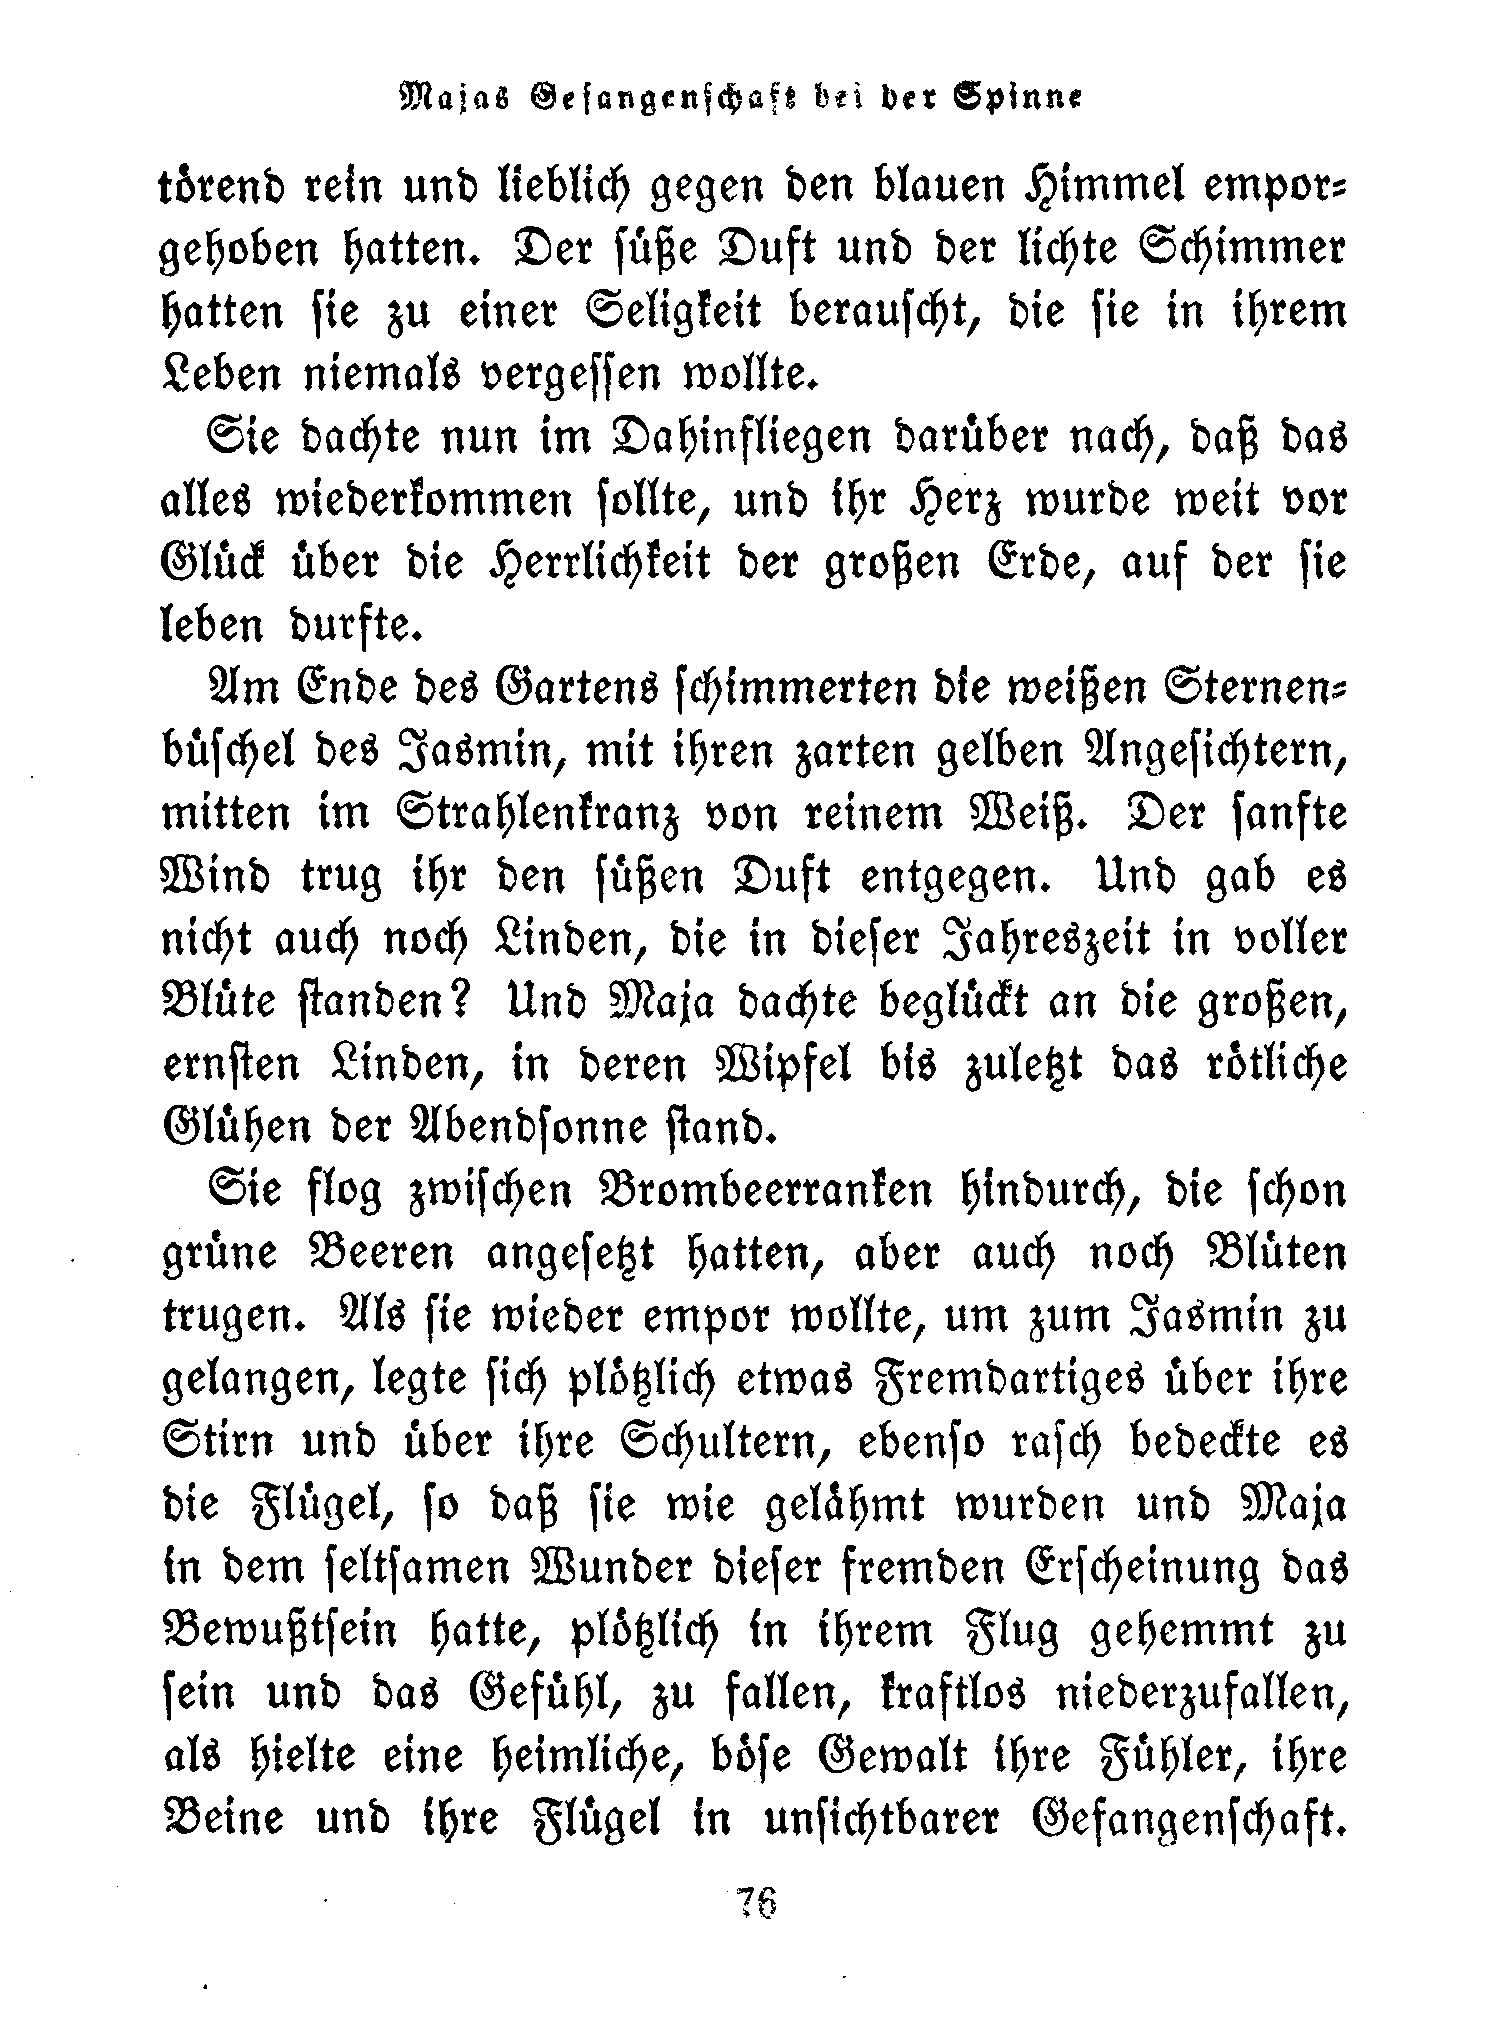 Majas Gefangenschaft bei der Spinne
törend rein und lieblich gegen den blauen Himmel empor-
gehoben hatten. Der süße Duft und der lichte Schimmer
hatten sie zu einer Seligkeit berauscht, die sie in ihrem
Leben niemals vergessen wollte.
Sie dachte nun im Dahinfliegen darüber nach, daß das
alles wiederkommen sollte, und ihr Herz wurde weit vor
Glück über die Herrlichkeit der großen Erde, auf der sie
leben durfte.
Am Ende des Gartens schimmerten die weißen Sternen-
büschel des Jasmin, mit ihren zarten gelben Angesichtern,
mitten im Strahlenkranz von reinem Weiß. Der sanfte
Wind trug ihr den süßen Duft entgegen. Und gab es
nicht auch noch Linden, die in dieser Jahreszeit in voller
Blüte standen? Und Maja dachte beglückt an die großen,
ernsten Linden, in deren Wipfel bis zuletzt das rötliche
Glühen der Abendsonne stand.
Sie flog zwischen Brombeerranken hindurch, die schon
grüne Beeren angesetzt hatten, aber auch noch Blüten
trugen. Als sie wieder empor wollte, um zum Jasmin zu
gelangen, legte sich plötzlich etwas Fremdartiges über ihre
Stirn und über ihre Schultern, ebenso rasch bedeckte es
die Flügel, so daß sie wie gelähmt wurden und Maja
in dem seltsamen Wunder dieser fremden Erscheinung das
Bewußtsein hatte, plötzlich in ihrem Flug gehemmt zu
sein und das Gefühl, zu fallen, kraftlos niederzufallen,
als hielte eine heimliche, böse Gewalt ihre Fühler, ihre
Beine und ihre Flügel in unsichtbarer Gefangenschaft.
76